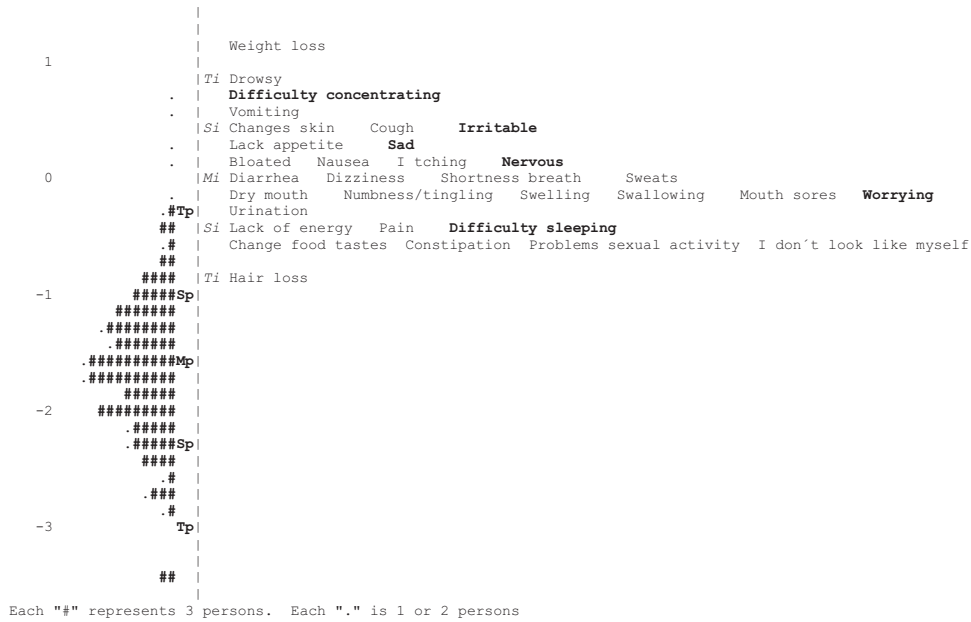 |
|
| Weight loss
1 |
|Ti Drowsy
. | Difficulty concentrating
. | Vomiting
|Si Changes skin Cough Irritable
. | Lack appetite Sad
. | Bloated Nausea I tching Nervous
0 |Mi Diarrhea Dizziness Shortness breath Sweats
. | Dry mouth Numbness/tingling Swelling Swallowing Mouth sores Worrying
.#Tp| Urination
## |Si Lack of energy Pain Difficulty sleeping
.# | Change food tastes Constipation Problems sexual activity I don´t look like myself
## |
#### |Ti Hair loss
-1 #####Sp|
####### |
.######## |
.####### |
.##########Mp|
.########## |
###### |
-2 ######### |
.##### |
.#####Sp|
#### |
.# |
.### |
.# |
-3 Tp|
|
|
## |
|
Each "#" represents 3 persons. Each "." is 1 or 2 persons